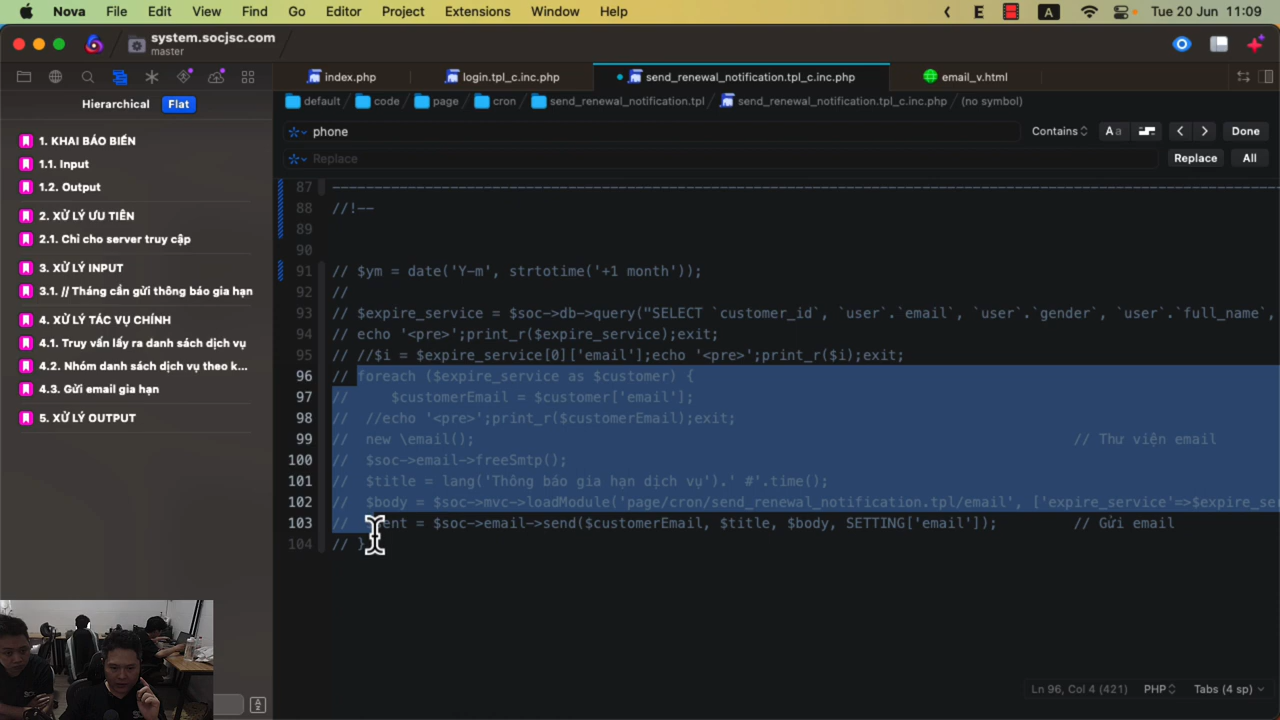 Nova File Edit View Find Go Editor Project Extensions Window Help
E A Tue 20 Jun 11:09
system.socjsc.com
master
index.php login.tpl_c.inc.php send_renewal_notification.tpl_c.inc.php email_v.html
Hierarchical Flat
default code page cron send_renewal_notification.tpl send_renewal_notification.tpl_c.inc.php (no symbol)
phone Contains Aa Done
Replace Replace All
1. KHAI BÁO BIẾN
1.1. Input
1.2. Output
2. XỬ LÝ ƯU TIÊN
2.1. Chỉ cho server truy cập
3. XỬ LÝ INPUT
3.1. // Tháng cần gửi thông báo gia hạn
4. XỬ LÝ TÁC VỤ CHÍNH
4.1. Truy vấn lấy ra danh sách dịch vụ
4.2. Nhóm danh sách dịch vụ theo k...
4.3. Gửi email gia hạn
5. XỬ LÝ OUTPUT
87
88 //!--
89
90
91 // $ym = date('Y-m', strtotime('+1 month'));
92 //
93 // $expire_service = $soc->db->query("SELECT `customer_id`, `user`.`email`, `user`.`gender`, `user`.`full_name`,
94 // echo '<pre>';print_r($expire_service);exit;
95 // //$i = $expire_service[0]['email'];echo '<pre>';print_r($i);exit;
96 // foreach ($expire_service as $customer) {
97 // $customerEmail = $customer['email'];
98 // //echo '<pre>';print_r($customerEmail);exit;
99 // new \email(); // Thư viện email
100 // $soc->email->freeSmtp();
101 // $title = lang('Thông báo gia hạn dịch vụ').' #'.time();
102 // $body = $soc->mvc->loadModule('page/cron/send_renewal_notification.tpl/email', ['expire_service'=>$expire_se
103 // = $soc->email->send($customerEmail, $title, $body, SETTING['email']); // Gửi email
104 // }
Ln 96, Col 4 (421) PHP Tabs (4 sp)